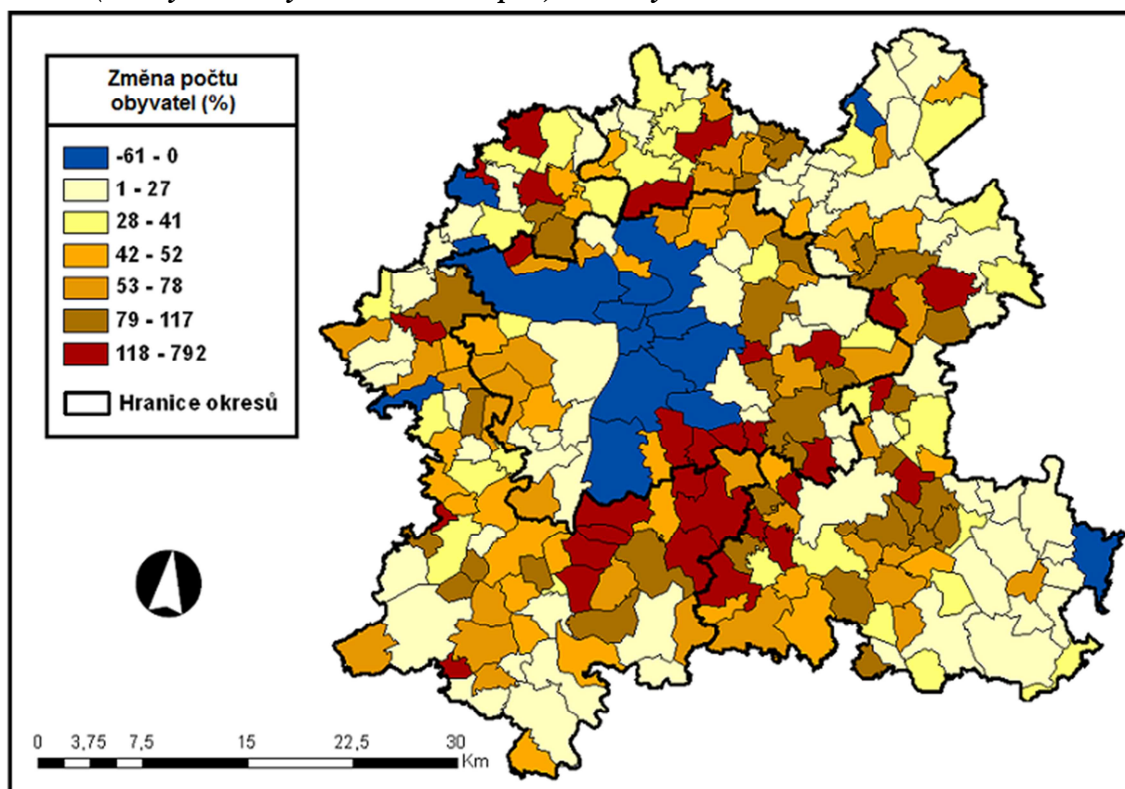 Změna počtu
obyvatel (%)
-61 - 0
1 - 27
28 - 41
42 - 52
53 - 78
79 - 117
118 - 792
Hranice okresů
0 3,75 7,5 15 22,5 30
Km